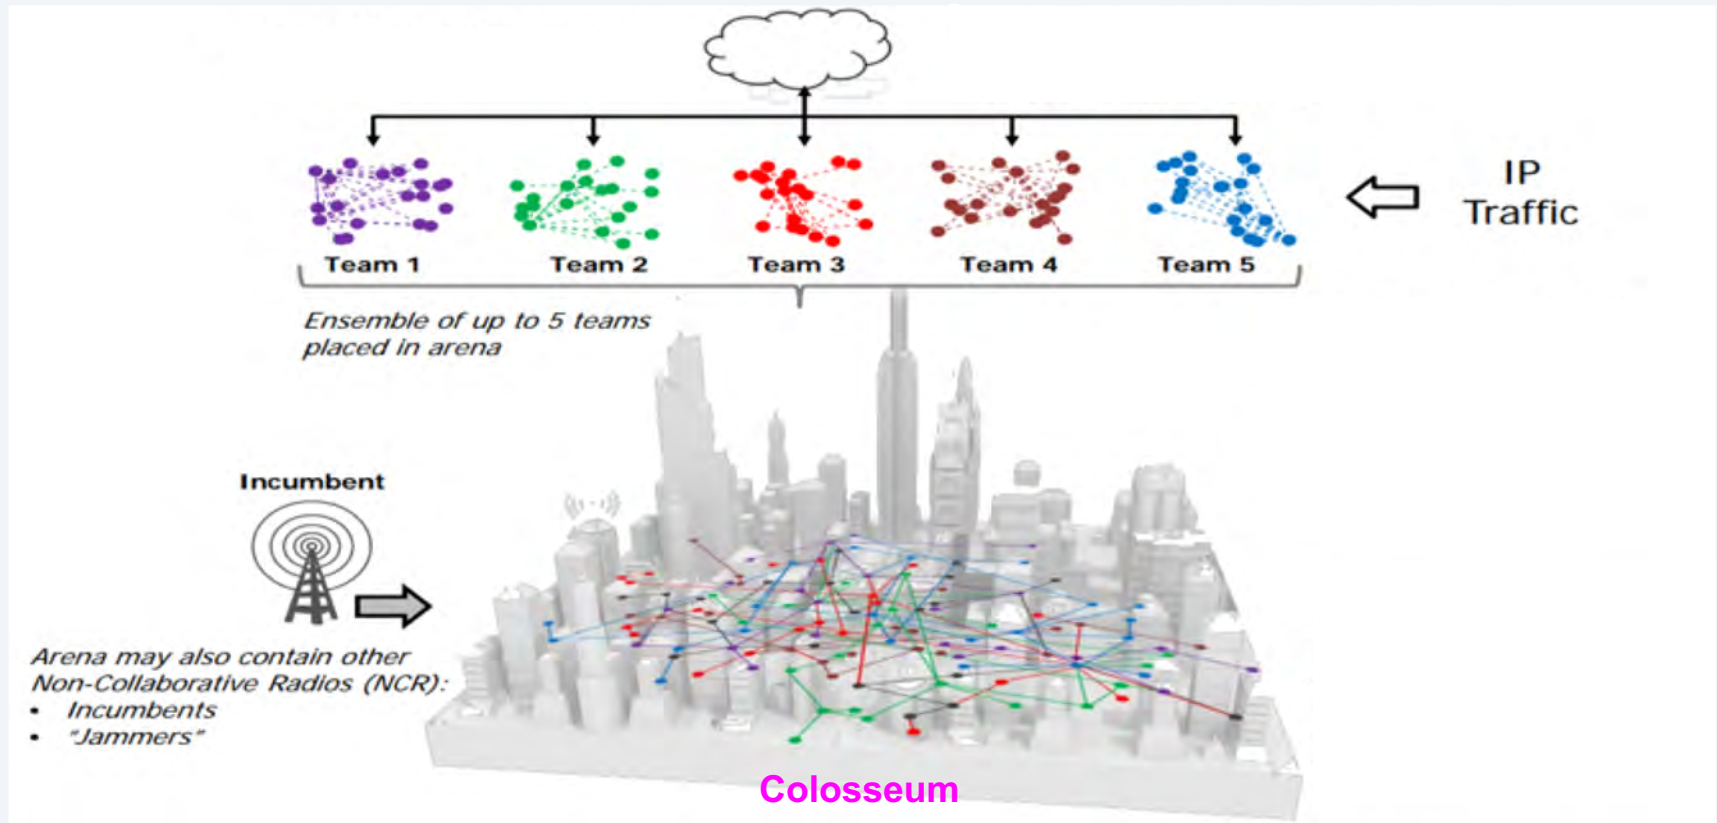 IP
Traffic
Team 1
Team 2
Team 3
Team 4
Team 5
Ensemble of up to 5 teams
placed in arena
Incumbent
Arena may also contain other
Non-Collaborative Radios (NCR):
• Incumbents
• "Jammers"
Colosseum